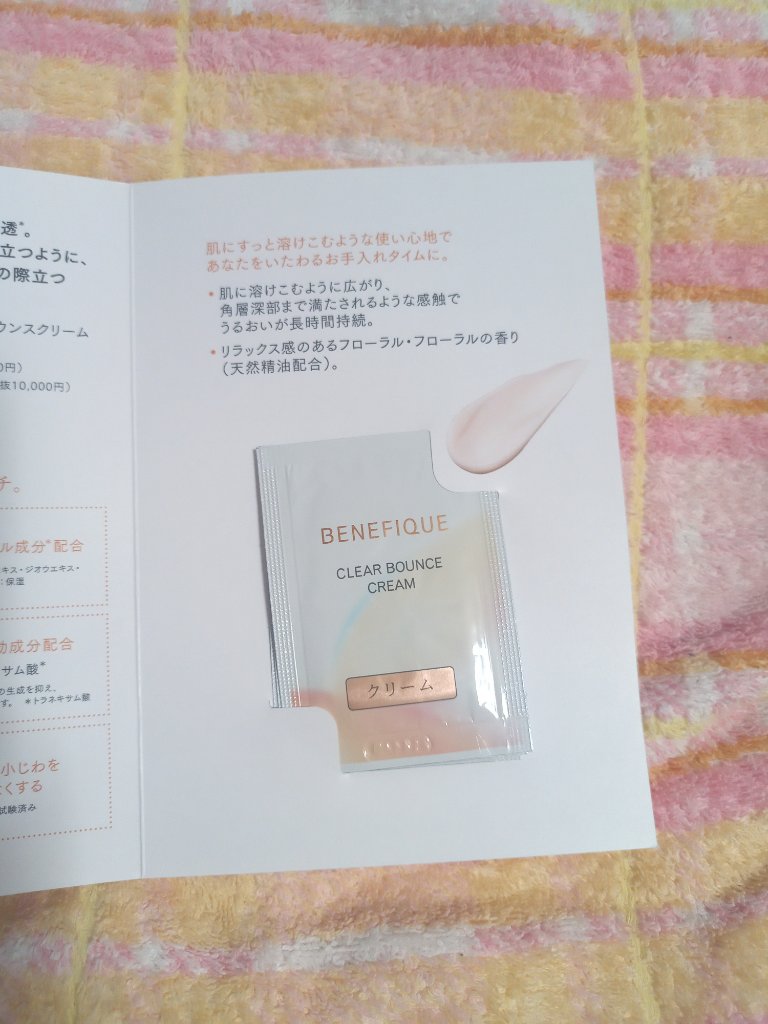 透*。
立つように、
の際立つ
ウンスクリーム
0円）
抜10,000円）
チ。
ル成分*配合
キス・ジオウエキス・
：保湿
効成分配合
サム酸*
の生成を抑え、
す。 *トラネキサム酸
小じわを
くする
試験済み
肌にすっと溶けこむような使い心地で
あなたをいたわるお手入れタイムに。
• 肌に溶けこむように広がり、
角層深部まで満たされるような感触で
うるおいが長時間持続。
• リラックス感のあるフローラル・フローラルの香り
（天然精油配合）。
BENEFIQUE
CLEAR BOUNCE
CREAM
クリーム